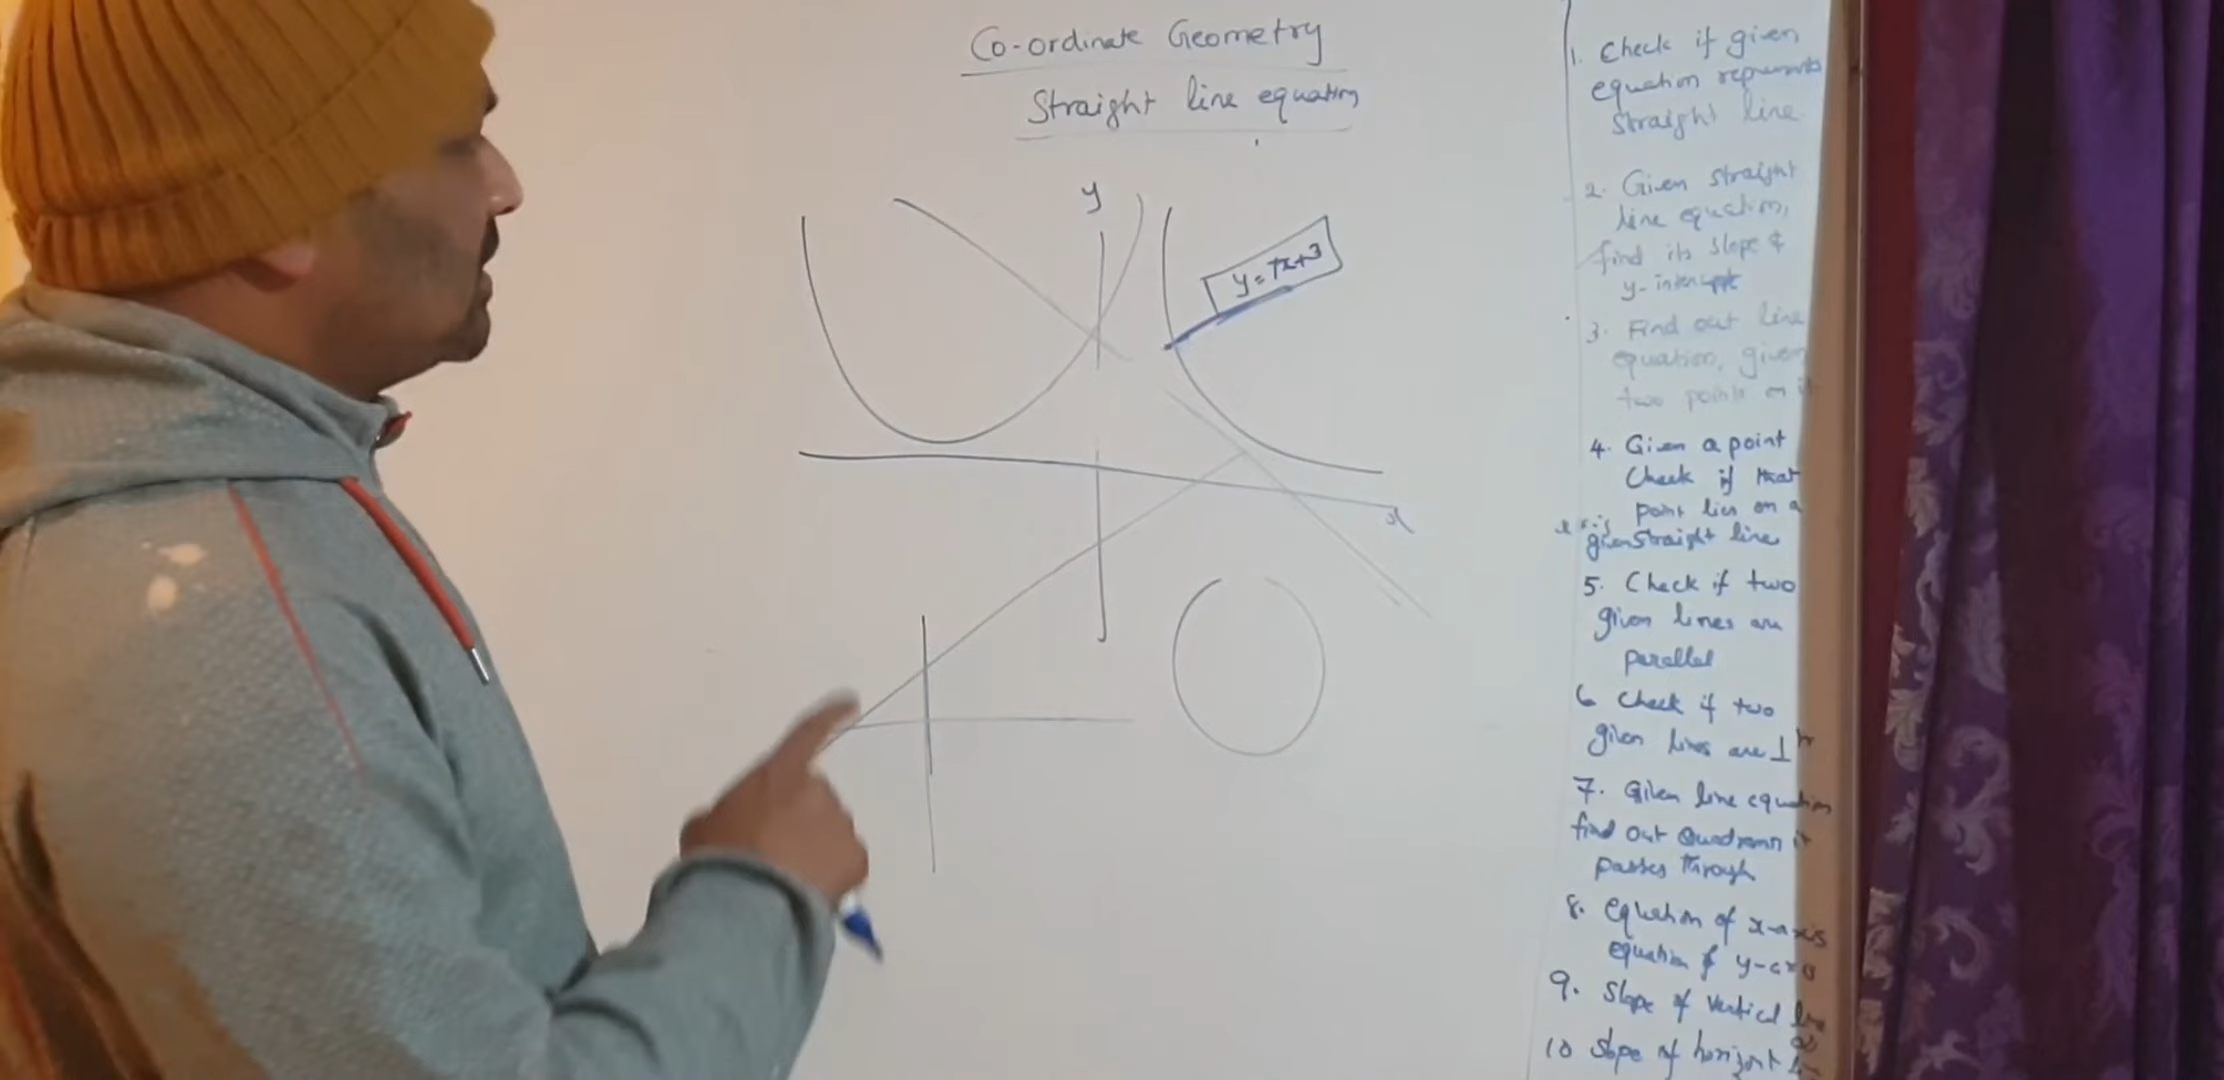 Co-ordinate Geometry
Straight line equation
y
y = 7x+3
x
1. Check if given
equation represents
straight line.
2. Given straight
line equation,
find its slope &
y-intercept
3. Find out line
equation, given
two points on it
4. Given a point
Check if that
point lies on a
given straight line
5. Check if two
given lines are
parallel
6 Check if two
given lines are ⊥r
7. Given line equation
find out Quadrant it
passes through
8. Equation of x-axis
equation of y-axis
9. Slope of Vertical line
10 Slope of horizont